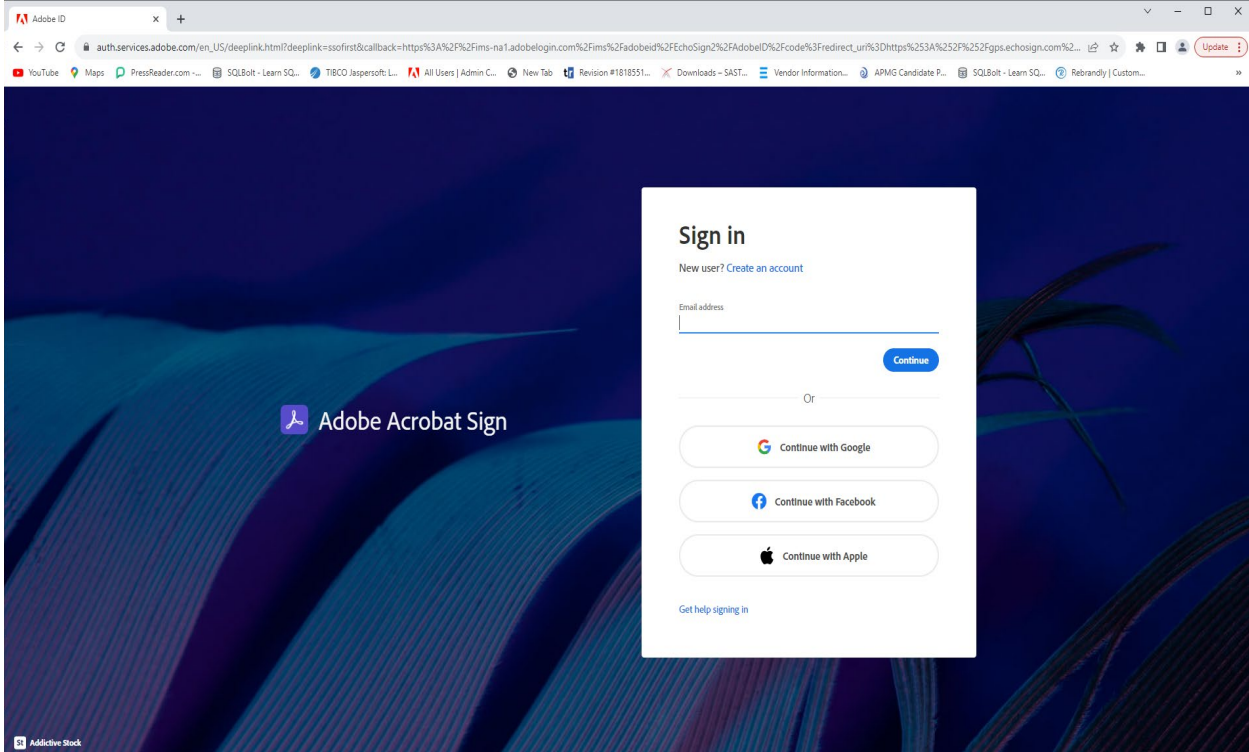 Adobe ID
auth.services.adobe.com/en_US/deeplink.html?deeplink=ssofirst&callback=https%3A%2F%2Fims-na1.adobelogin.com%2Fims%2Fadobeid%2FEchoSign2%2FAdobeID%2Fcode%3Fredirect_uri%3Dhttps%253A%252F%252Fgps.echosign.com%2...
Update
YouTube Maps PressReader.com -... SQLBolt - Learn SQ... TIBCO Jaspersoft: L... All Users | Admin C... New Tab Revision #1818551... Downloads – SAST... Vendor Information... APMG Candidate P... SQLBolt - Learn SQ... Rebrandly | Custom... »
Sign in
New user? Create an account
Email address
Continue
Or
Adobe Acrobat Sign
Continue with Google
Continue with Facebook
Continue with Apple
Get help signing in
St Addictive Stock